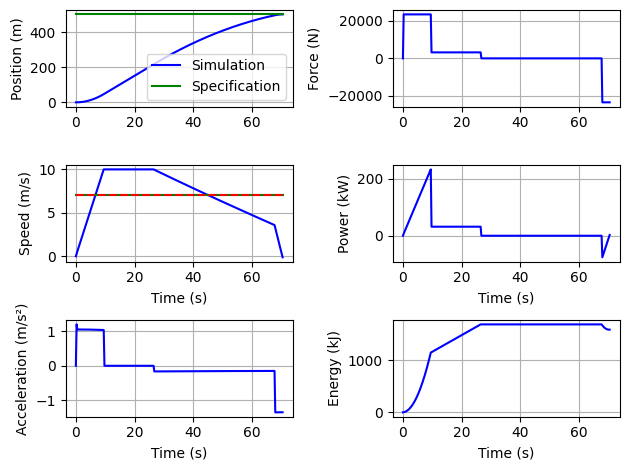 Position (m)
400
200
0
Simulation
Specification
0 20 40 60
Force (N)
20000
0
−20000
0 20 40 60
Speed (m/s)
10
5
0
0 20 40 60
Time (s)
Power (kW)
200
0
0 20 40 60
Time (s)
Acceleration (m/s²)
1
0
−1
0 20 40 60
Time (s)
Energy (kJ)
1000
0
0 20 40 60
Time (s)